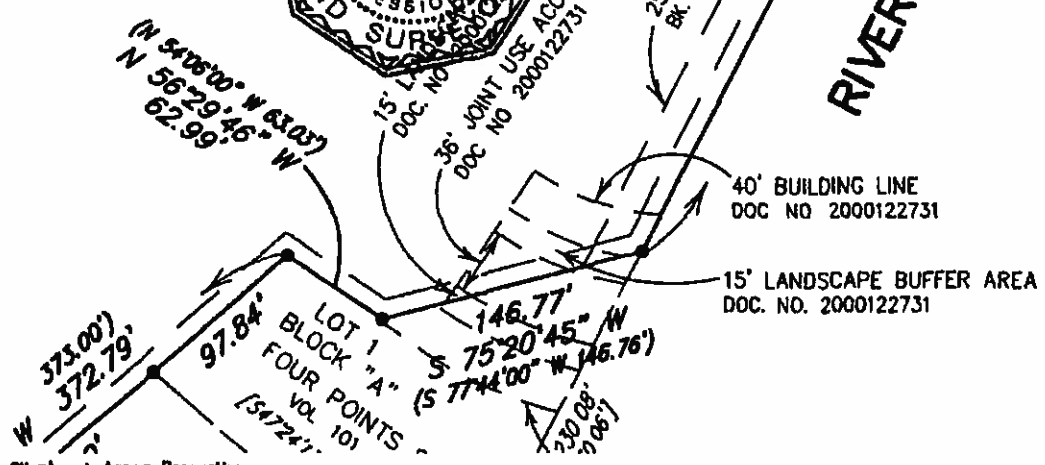 (N 54°06'00" W 63.03')
N 56°29'46" W
62.99'
SUR
15'
DOC. NO
36' JOINT USE ACC
DOC NO 2000122731
BK.
RIVER
40' BUILDING LINE
DOC NO 2000122731
15' LANDSCAPE BUFFER AREA
DOC. NO. 2000122731
146.77'
S 75°20'45" W
(S 77°44'00" W 146.76')
373.00')
W 372.79'
97.84'
LOT 1
BLOCK "A"
FOUR POINTS
VOL 101
230 08'
06')